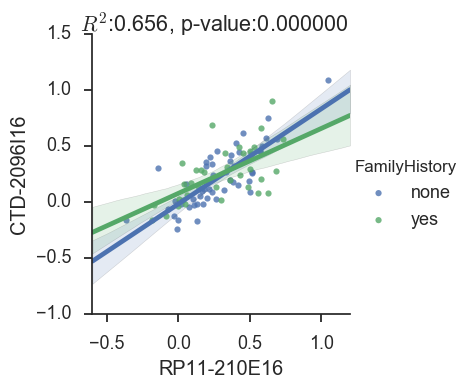 R²:0.656, p-value:0.000000
1.5
1.0
0.5
0.0
−0.5
−1.0
CTD-2096I16
−0.5 0.0 0.5 1.0
RP11-210E16
FamilyHistory
none
yes